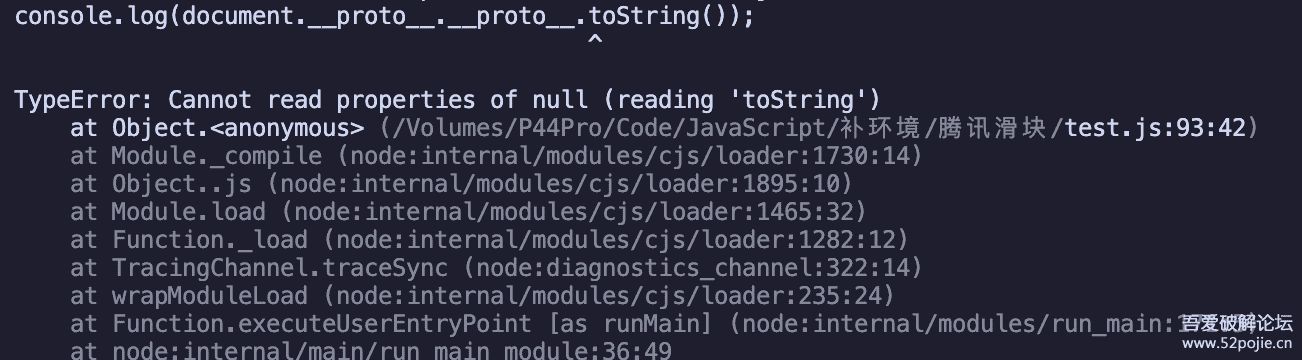 console.log(document.__proto__.__proto__.toString());
^
TypeError: Cannot read properties of null (reading 'toString')
at Object.<anonymous> (/Volumes/P44Pro/Code/JavaScript/补环境/腾讯滑块/test.js:93:42)
at Module._compile (node:internal/modules/cjs/loader:1730:14)
at Object..js (node:internal/modules/cjs/loader:1895:10)
at Module.load (node:internal/modules/cjs/loader:1465:32)
at Function._load (node:internal/modules/cjs/loader:1282:12)
at TracingChannel.traceSync (node:diagnostics_channel:322:14)
at wrapModuleLoad (node:internal/modules/cjs/loader:235:24)
at Function.executeUserEntryPoint [as runMain] (node:internal/modules/run_main:
吾爱破解论坛
www.52pojie.cn
at node:internal/main/run_main_module:36:49